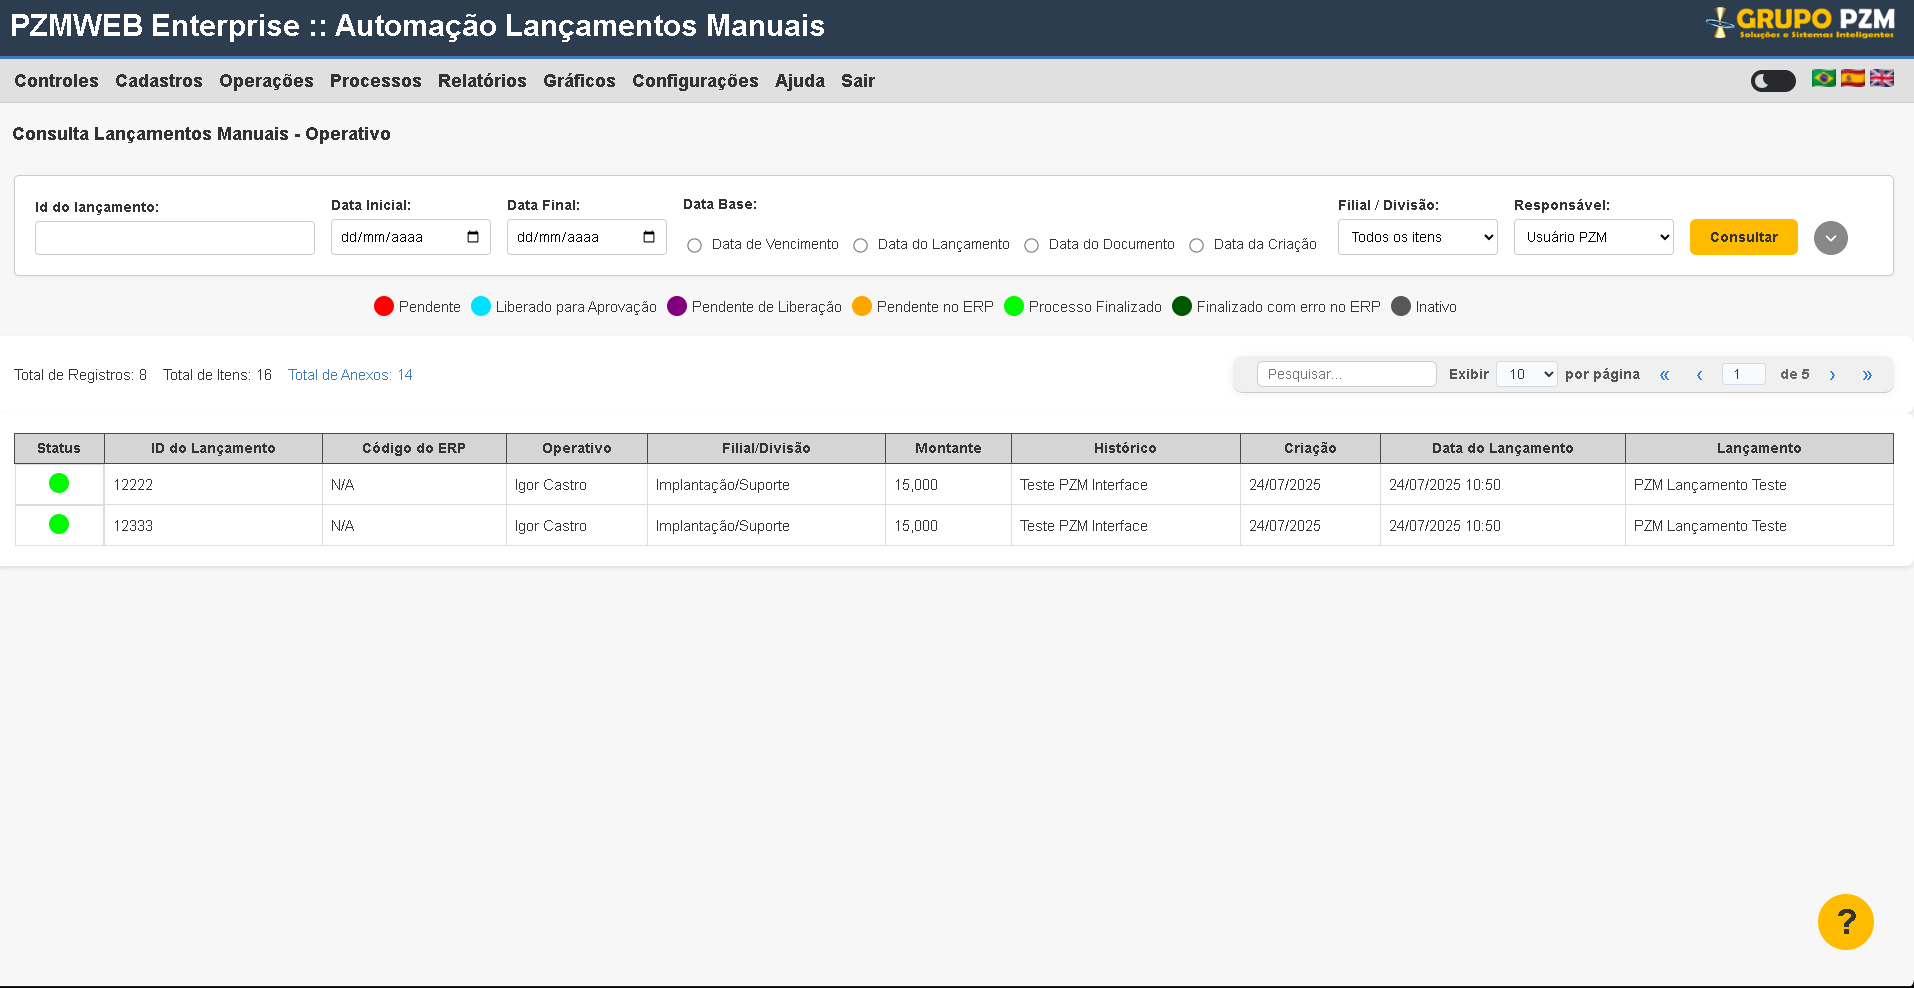 PZMWEB Enterprise :: Automação Lançamentos Manuais
GRUPO PZM
Soluções e Sistemas Inteligentes
Controles Cadastros Operações Processos Relatórios Gráficos Configurações Ajuda Sair
Consulta Lançamentos Manuais - Operativo
Id do lançamento: Data Inicial: Data Final: Data Base: Filial / Divisão: Responsável:
dd/mm/aaaa dd/mm/aaaa Data de Vencimento Data do Lançamento Data do Documento Data da Criação Todos os itens Usuário PZM Consultar
Pendente Liberado para Aprovação Pendente de Liberação Pendente no ERP Processo Finalizado Finalizado com erro no ERP Inativo
Total de Registros: 8 Total de Itens: 16 Total de Anexos: 14 Pesquisar... Exibir 10 por página « ‹ 1 de 5 › »
Status ID do Lançamento Código do ERP Operativo Filial/Divisão Montante Histórico Criação Data do Lançamento Lançamento
12222 N/A Igor Castro Implantação/Suporte 15,000 Teste PZM Interface 24/07/2025 24/07/2025 10:50 PZM Lançamento Teste
12333 N/A Igor Castro Implantação/Suporte 15,000 Teste PZM Interface 24/07/2025 24/07/2025 10:50 PZM Lançamento Teste
?